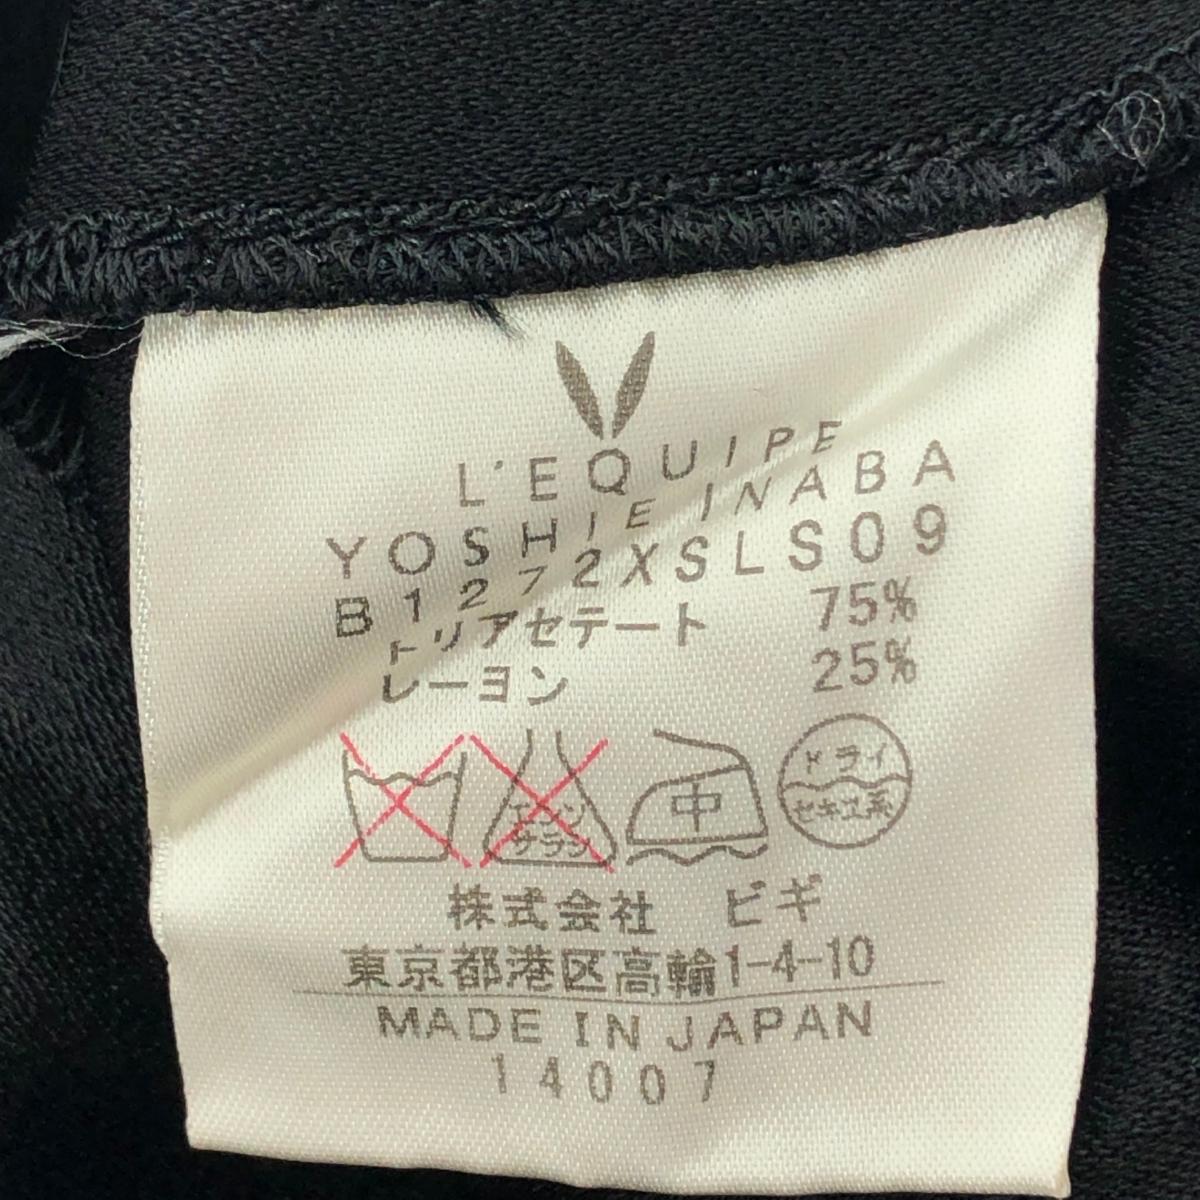 L'EQUIPE
YOSHIE INABA
B1272XSLS09
トリアセテート 75%
レーヨン 25%
エンソ
サラシ
中
ドライ
セキユ系
株式会社 ビギ
東京都港区高輪1-4-10
MADE IN JAPAN
14007